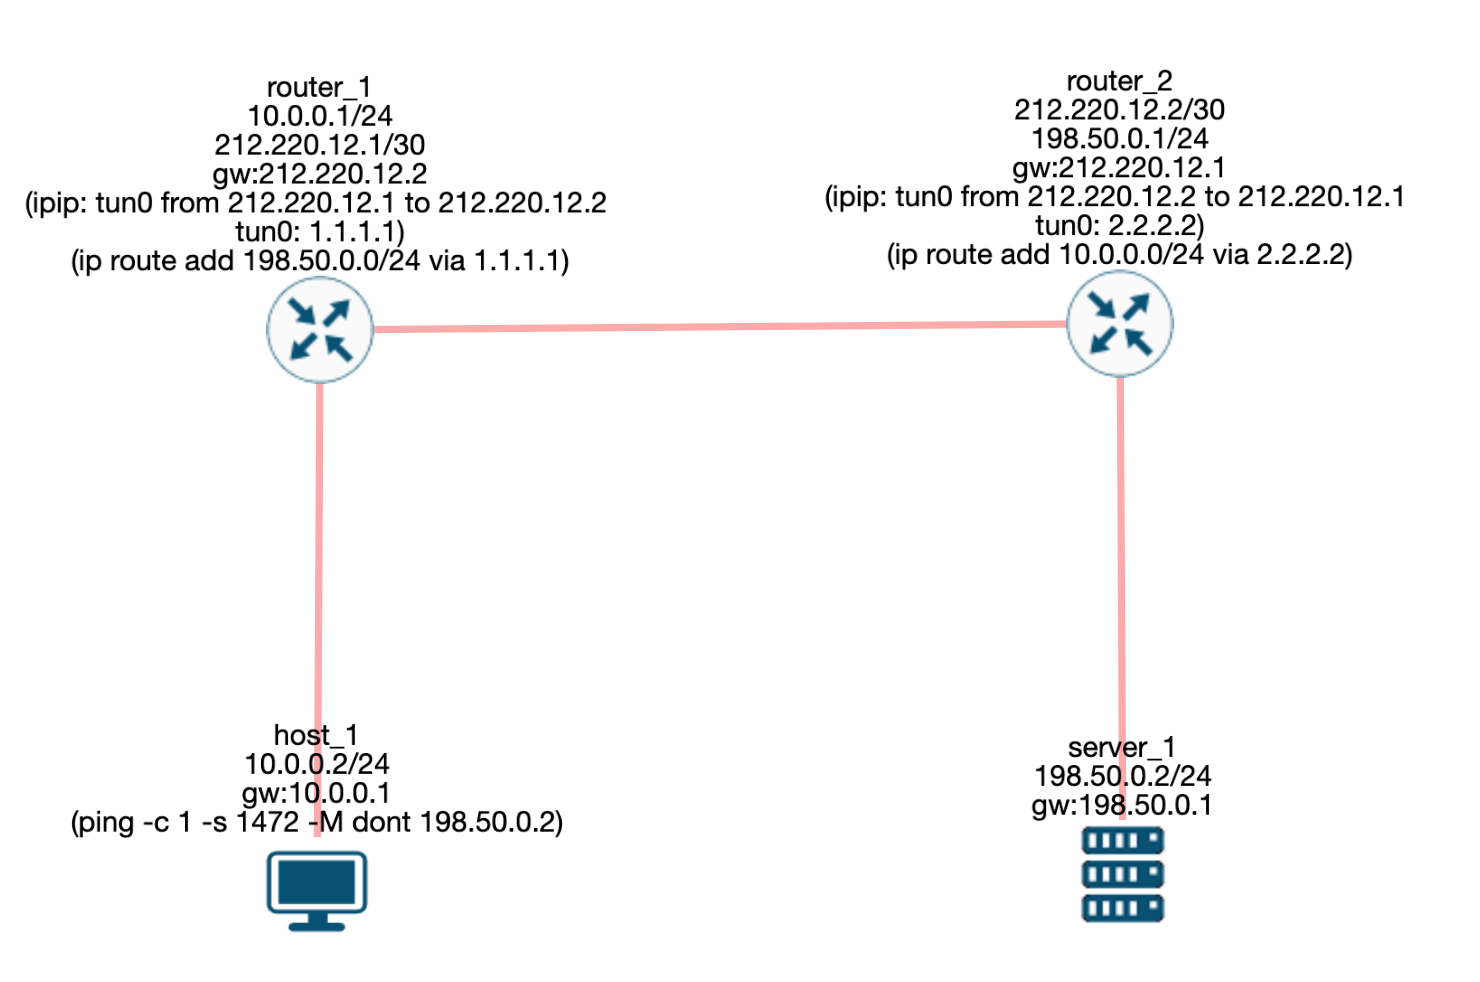 router_1
10.0.0.1/24
212.220.12.1/30
gw:212.220.12.2
(ipip: tun0 from 212.220.12.1 to 212.220.12.2
tun0: 1.1.1.1)
(ip route add 198.50.0.0/24 via 1.1.1.1)
router_2
212.220.12.2/30
198.50.0.1/24
gw:212.220.12.1
(ipip: tun0 from 212.220.12.2 to 212.220.12.1
tun0: 2.2.2.2)
(ip route add 10.0.0.0/24 via 2.2.2.2)
host_1
10.0.0.2/24
gw:10.0.0.1
(ping -c 1 -s 1472 -M dont 198.50.0.2)
server_1
198.50.0.2/24
gw:198.50.0.1